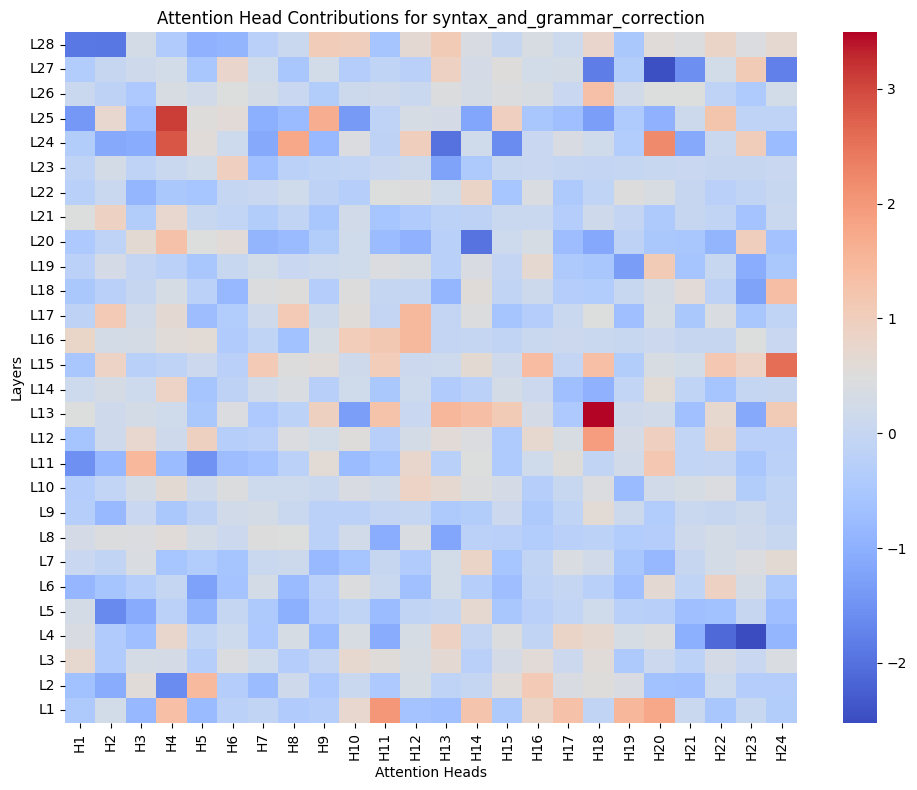 Attention Head Contributions for syntax_and_grammar_correction
Layers
L28
L27
L26
L25
L24
L23
L22
L21
L20
L19
L18
L17
L16
L15
L14
L13
L12
L11
L10
L9
L8
L7
L6
L5
L4
L3
L2
L1
H1 H2 H3 H4 H5 H6 H7 H8 H9 H10 H11 H12 H13 H14 H15 H16 H17 H18 H19 H20 H21 H22 H23 H24
Attention Heads
3
2
1
0
−1
−2